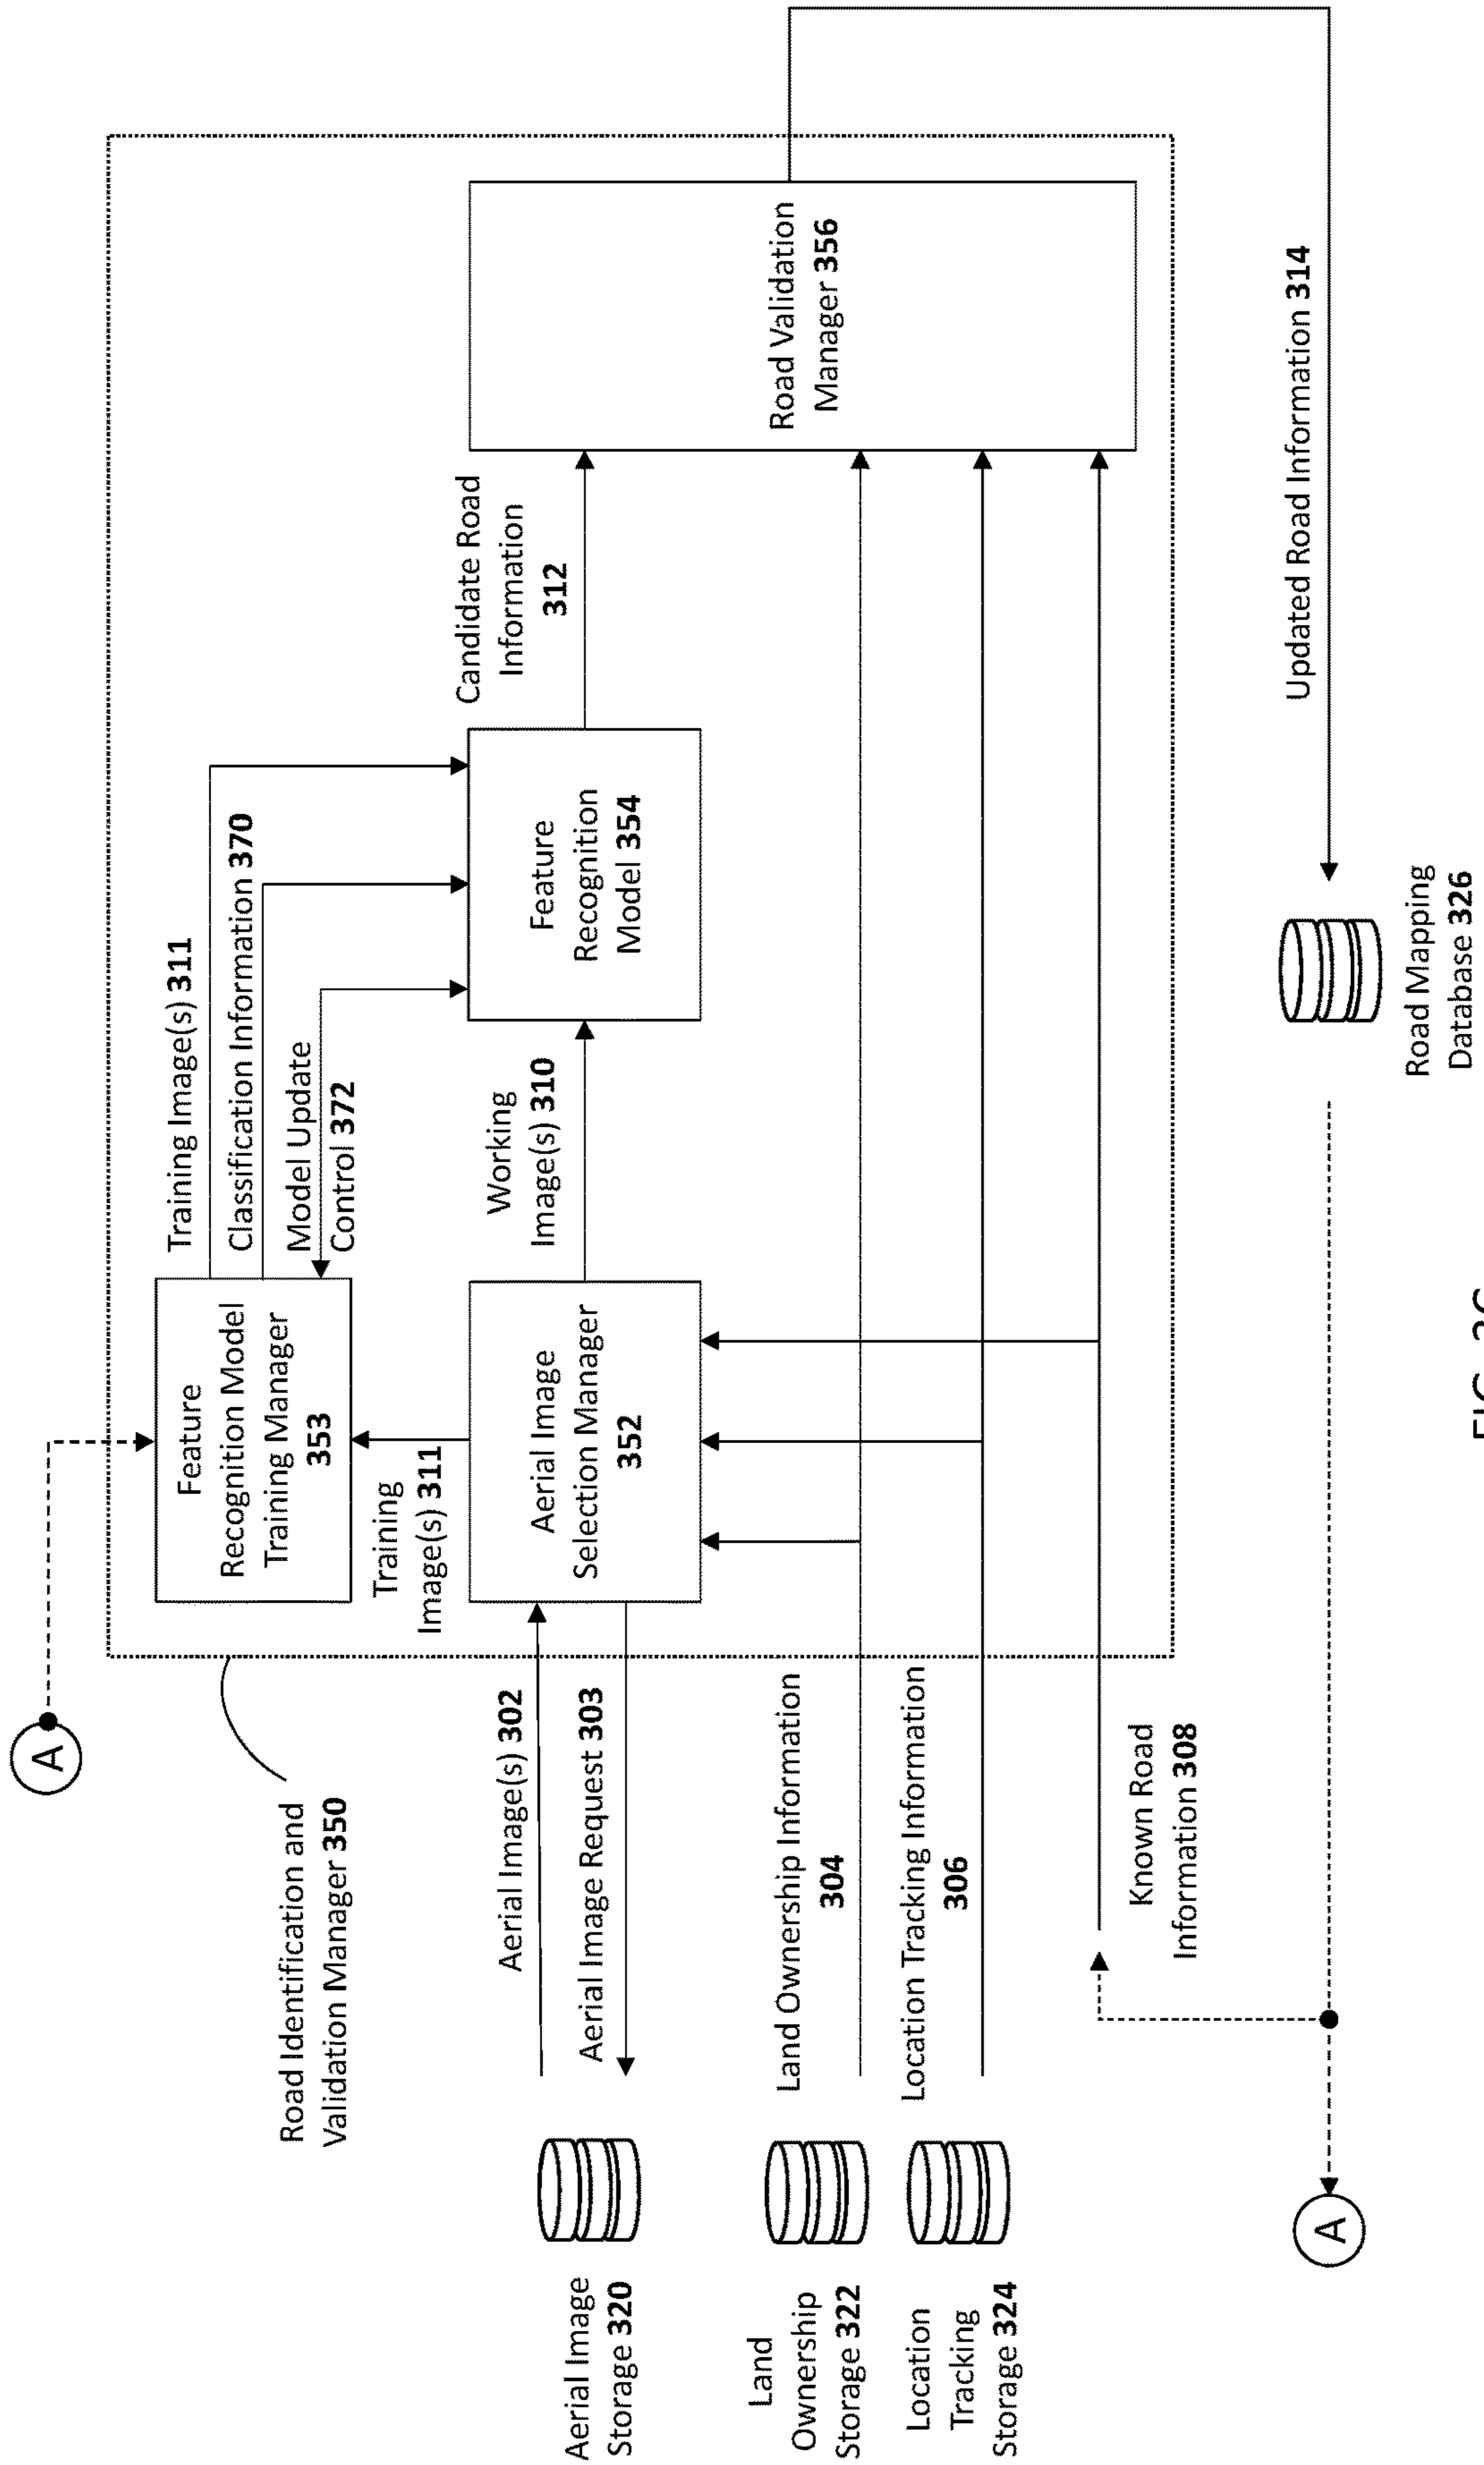 A
Road Identification and
Validation Manager **350**
Feature
Recognition Model
Training Manager
**353**
Training Image(s) **311**
Classification Information **370**
Model Update
Control **372**
Training
Image(s) **311**
Aerial Image
Storage **320**
Aerial Image(s) **302**
Aerial Image Request **303**
Aerial Image
Selection Manager
**352**
Working
Image(s) **310**
Feature
Recognition
Model **354**
Candidate Road
Information
**312**
Road Validation
Manager **356**
Land
Ownership
Storage **322**
Land Ownership Information
**304**
Location
Tracking
Storage **324**
Location Tracking Information
**306**
Known Road
Information **308**
Updated Road Information **314**
A
Road Mapping
Database **326**